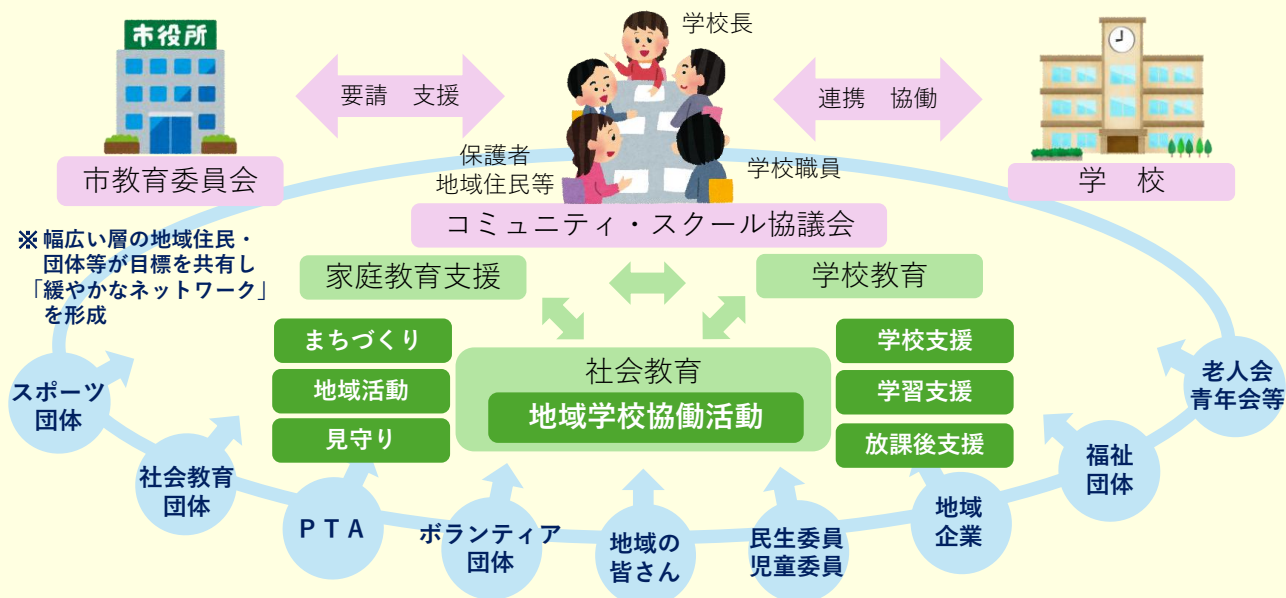 市役所
学校長
要請　支援
連携　協働
保護者
地域住民等
学校職員
市教育委員会
学　校
コミュニティ・スクール協議会
※ 幅広い層の地域住民・
団体等が目標を共有し
「緩やかなネットワーク」
を形成
家庭教育支援
学校教育
まちづくり
地域活動
見守り
社会教育
地域学校協働活動
学校支援
学習支援
放課後支援
スポーツ
団体
社会教育
団体
ＰＴＡ
ボランティア
団体
地域の
皆さん
民生委員
児童委員
地域
企業
福祉
団体
老人会
青年会等